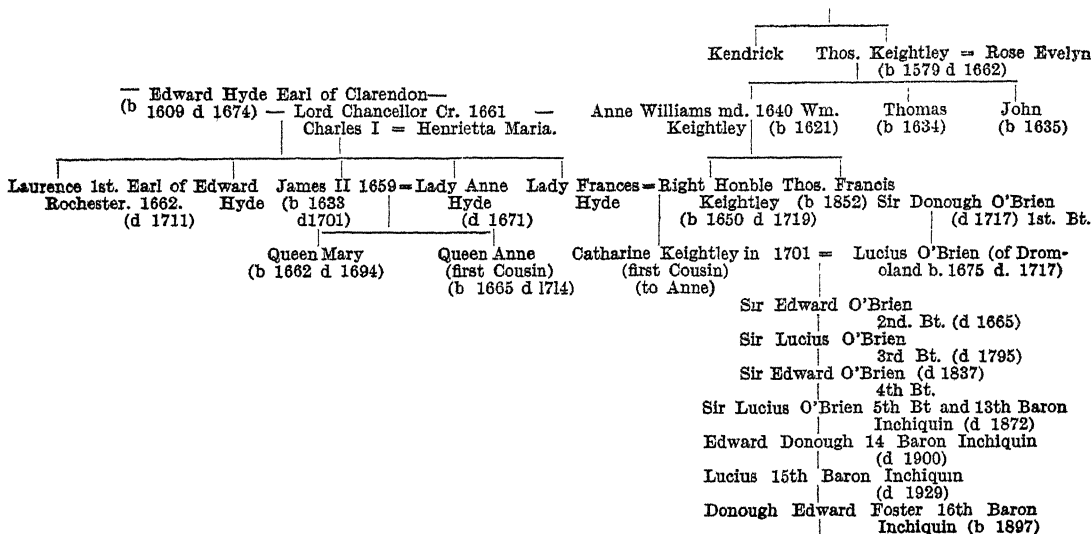 Kendrick Thos. Keightley = Rose Evelyn
(b 1579 d 1662)
— Edward Hyde Earl of Clarendon—
(b 1609 d 1674) — Lord Chancellor Cr. 1661 —
Charles I = Henrietta Maria.
Anne Williams md. 1640 Wm. Thomas John
Keightley (b 1621) (b 1634) (b 1635)
Laurence 1st. Earl of Edward James II 1659 = Lady Anne Lady Frances = Right Honble Thos. Francis
Rochester. 1662. Hyde (b 1633 Hyde Hyde Keightley (b 1852) Sir Donough O'Brien
(d 1711) d1701) (d 1671) (b 1650 d 1719) (d 1717) 1st. Bt.
Queen Mary Queen Anne Catharine Keightley in 1701 = Lucius O'Brien (of Drom-
(b 1662 d 1694) (first Cousin) (first Cousin) oland b. 1675 d. 1717)
(b 1665 d 1714) (to Anne)
Sir Edward O'Brien
2nd. Bt. (d 1665)
Sir Lucius O'Brien
3rd Bt. (d 1795)
Sir Edward O'Brien (d 1837)
4th Bt.
Sir Lucius O'Brien 5th Bt and 13th Baron
Inchiquin (d 1872)
Edward Donough 14 Baron Inchiquin
(d 1900)
Lucius 15th Baron Inchiquin
(d 1929)
Donough Edward Foster 16th Baron
Inchiquin (b 1897)